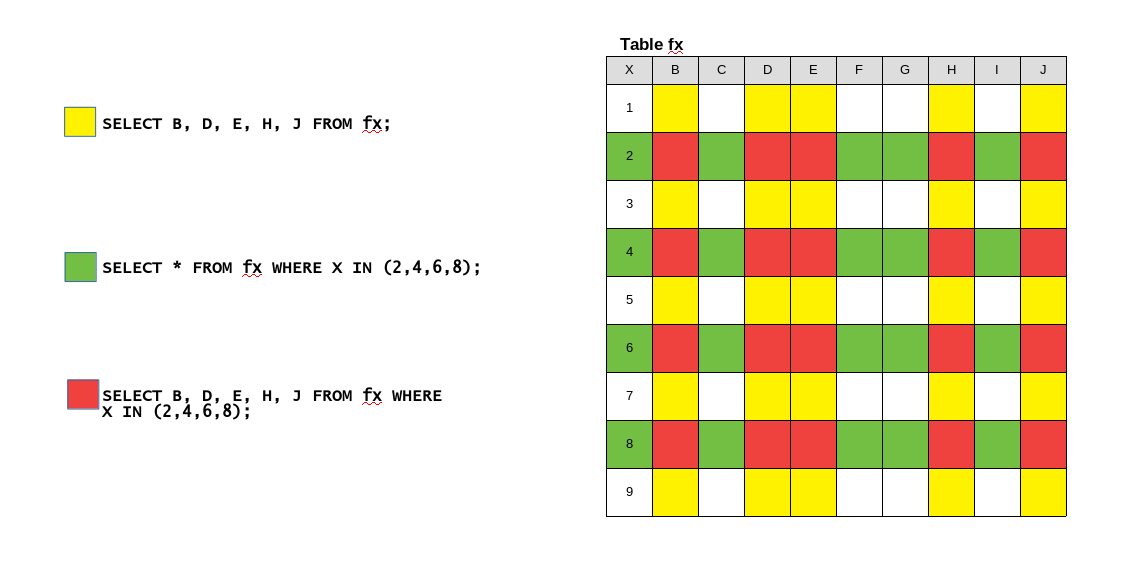 Table fx
X B C D E F G H I J
1
SELECT B, D, E, H, J FROM fx;
2
3
4
SELECT * FROM fx WHERE X IN (2,4,6,8);
5
6
7
SELECT B, D, E, H, J FROM fx WHERE
X IN (2,4,6,8);
8
9